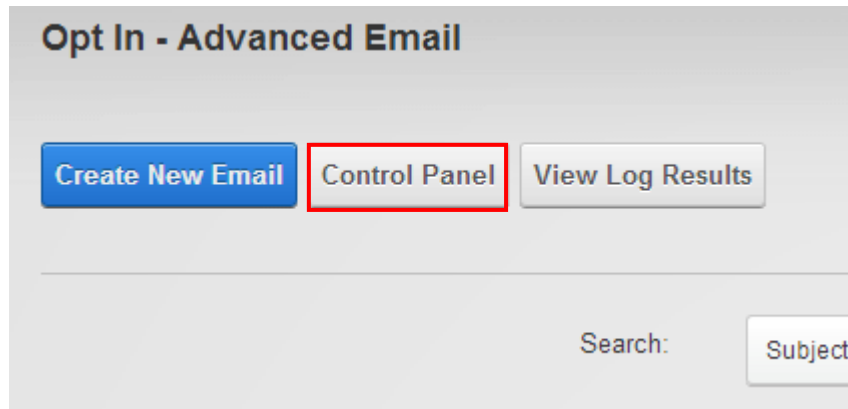 Opt In - Advanced Email
Create New Email Control Panel View Log Results
Search: Subject